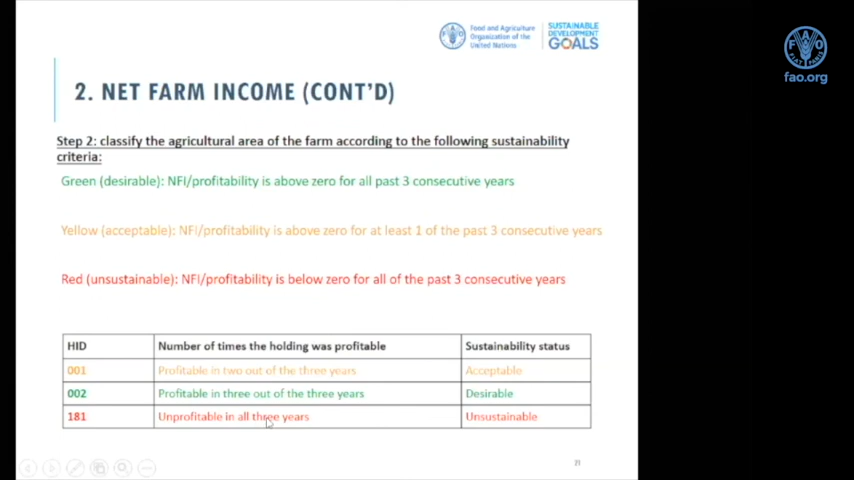 Food and Agriculture
Organization of the
United Nations
SUSTAINABLE
DEVELOPMENT
GOALS
FAO
FIAT PANIS
fao.org
2. NET FARM INCOME (CONT'D)
Step 2: classify the agricultural area of the farm according to the following sustainability
criteria:
Green (desirable): NFI/profitability is above zero for all past 3 consecutive years
Yellow (acceptable): NFI/profitability is above zero for at least 1 of the past 3 consecutive years
Red (unsustainable): NFI/profitability is below zero for all of the past 3 consecutive years
HID Number of times the holding was profitable Sustainability status
001 Profitable in two out of the three years Acceptable
002 Profitable in three out of the three years Desirable
181 Unprofitable in all three years Unsustainable